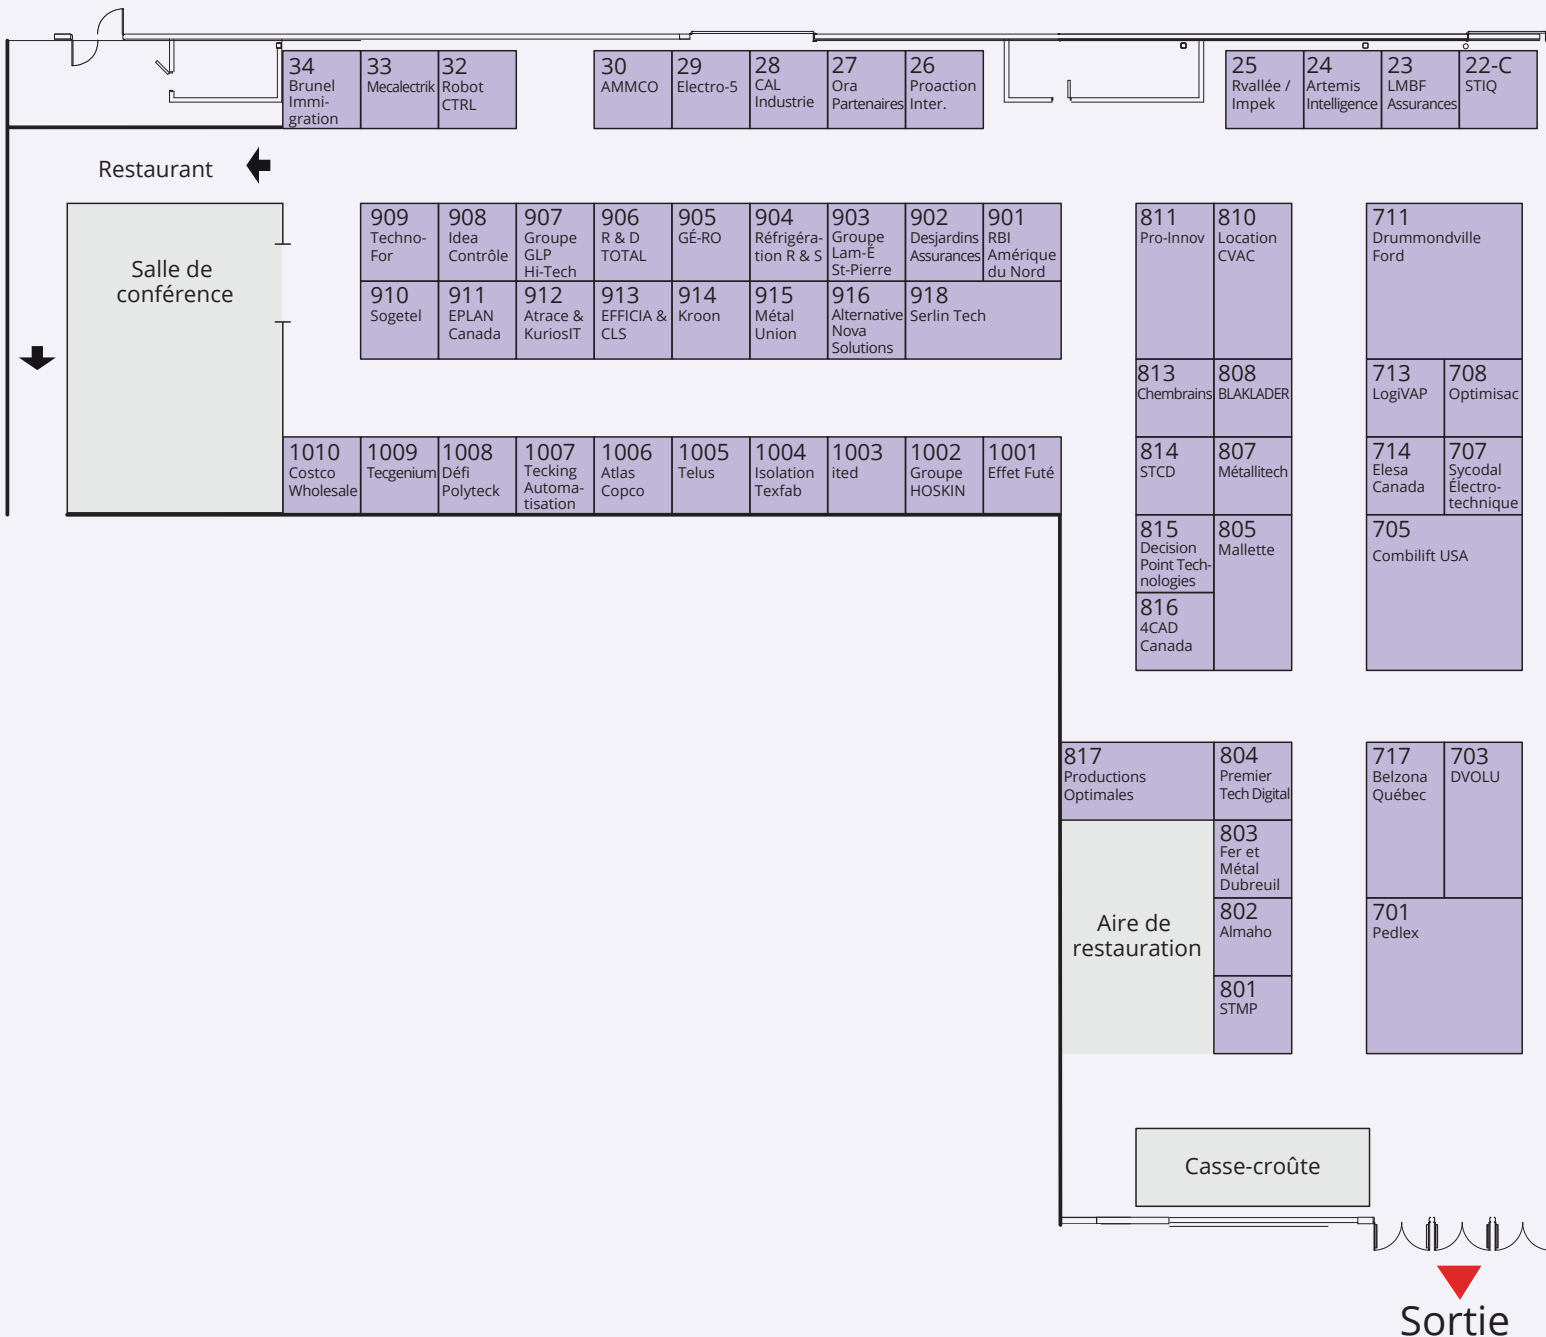 34
Brunel
Immi-
gration
33
Mecalectrik
32
Robot
CTRL
30
AMMCO
29
Electro-5
28
CAL
Industrie
27
Ora
Partenaires
26
Proaction
Inter.
25
Rvallée /
Impek
24
Artemis
Intelligence
23
LMBF
Assurances
22-C
STIQ
Restaurant
Salle de
conférence
909
Techno-
For
908
Idea
Contrôle
907
Groupe
GLP
Hi-Tech
906
R & D
TOTAL
905
GÉ-RO
904
Réfrigéra-
tion R & S
903
Groupe
Lam-É
St-Pierre
902
Desjardins
Assurances
901
RBI
Amérique
du Nord
910
Sogetel
911
EPLAN
Canada
912
Atrace &
KuriosIT
913
EFFICIA &
CLS
914
Kroon
915
Métal
Union
916
Alternative
Nova
Solutions
918
Serlin Tech
1010
Costco
Wholesale
1009
Tecgenium
1008
Défi
Polyteck
1007
Tecking
Automa-
tisation
1006
Atlas
Copco
1005
Telus
1004
Isolation
Texfab
1003
ited
1002
Groupe
HOSKIN
1001
Effet Futé
811
Pro-Innov
810
Location
CVAC
813
Chembrains
808
BLAKLADER
814
STCD
807
Métallitech
815
Decision
Point Tech-
nologies
805
Mallette
816
4CAD
Canada
711
Drummondville
Ford
713
LogiVAP
708
Optimisac
714
Elesa
Canada
707
Sycodal
Électro-
technique
705
Combilift USA
817
Productions
Optimales
804
Premier
Tech Digital
803
Fer et
Métal
Dubreuil
802
Almaho
801
STMP
Aire de
restauration
717
Belzona
Québec
703
DVOLU
701
Pedlex
Casse-croûte
Sortie